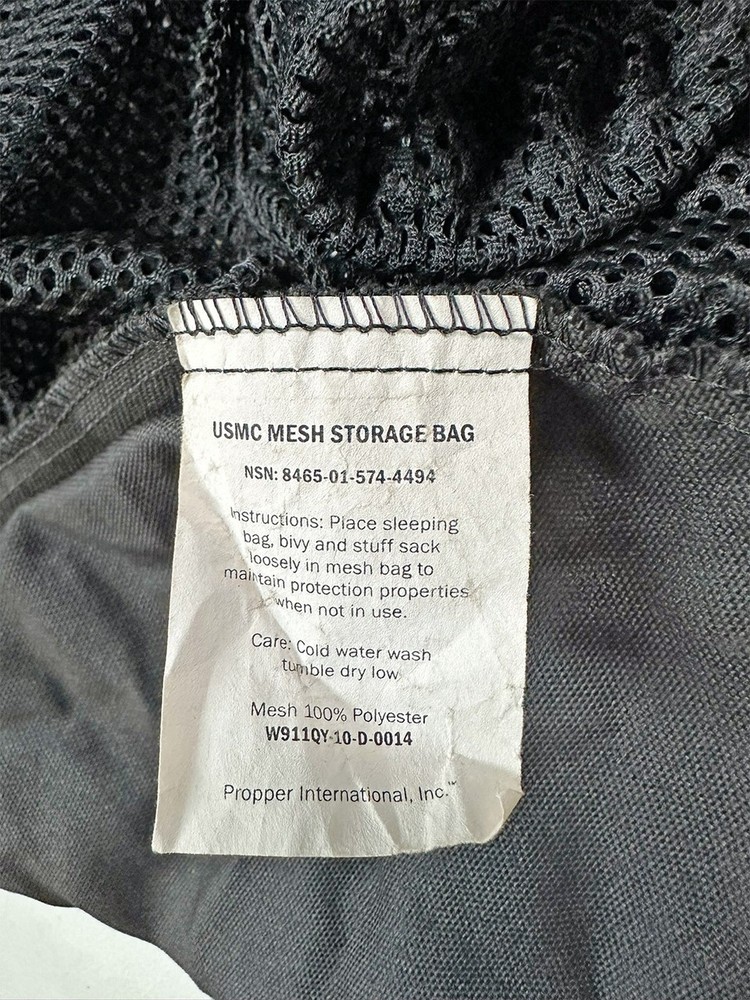 USMC MESH STORAGE BAG
NSN: 8465-01-574-4494
Instructions: Place sleeping
bag, bivy and stuff sack
loosely in mesh bag to
maintain protection properties
when not in use.
Care: Cold water wash
tumble dry low
Mesh 100% Polyester
W911QY-10-D-0014
Propper International, Inc.™